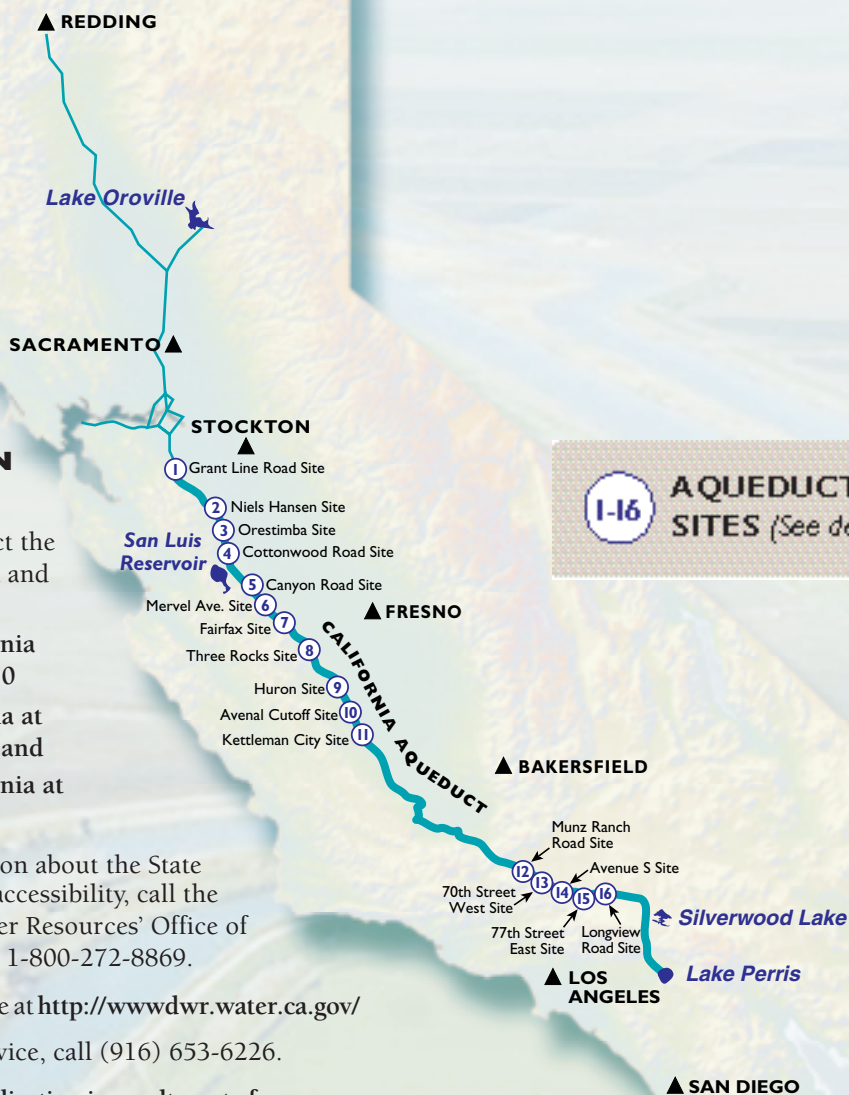 REDDING
Lake Oroville
SACRAMENTO
STOCKTON
1 Grant Line Road Site
2 Niels Hansen Site
3 Orestimba Site
San Luis
Reservoir
4 Cottonwood Road Site
5 Canyon Road Site
Mervel Ave. Site 6
FRESNO
Fairfax Site 7
Three Rocks Site 8
CALIFORNIA AQUEDUCT
Huron Site 9
Avenal Cutoff Site 10
Kettleman City Site 11
BAKERSFIELD
Munz Ranch
Road Site
12
Avenue S Site
13
14
15
16
70th Street
West Site
77th Street
East Site
Longview
Road Site
Silverwood Lake
Lake Perris
LOS
ANGELES
SAN DIEGO
1-16
AQUEDUCT
SITES (See de
N
ct the
and
nia
0
a at
and
nia at
on about the State
accessibility, call the
er Resources' Office of
1-800-272-8869.
e at http://wwwdwr.water.ca.gov/
vice, call (916) 653-6226.